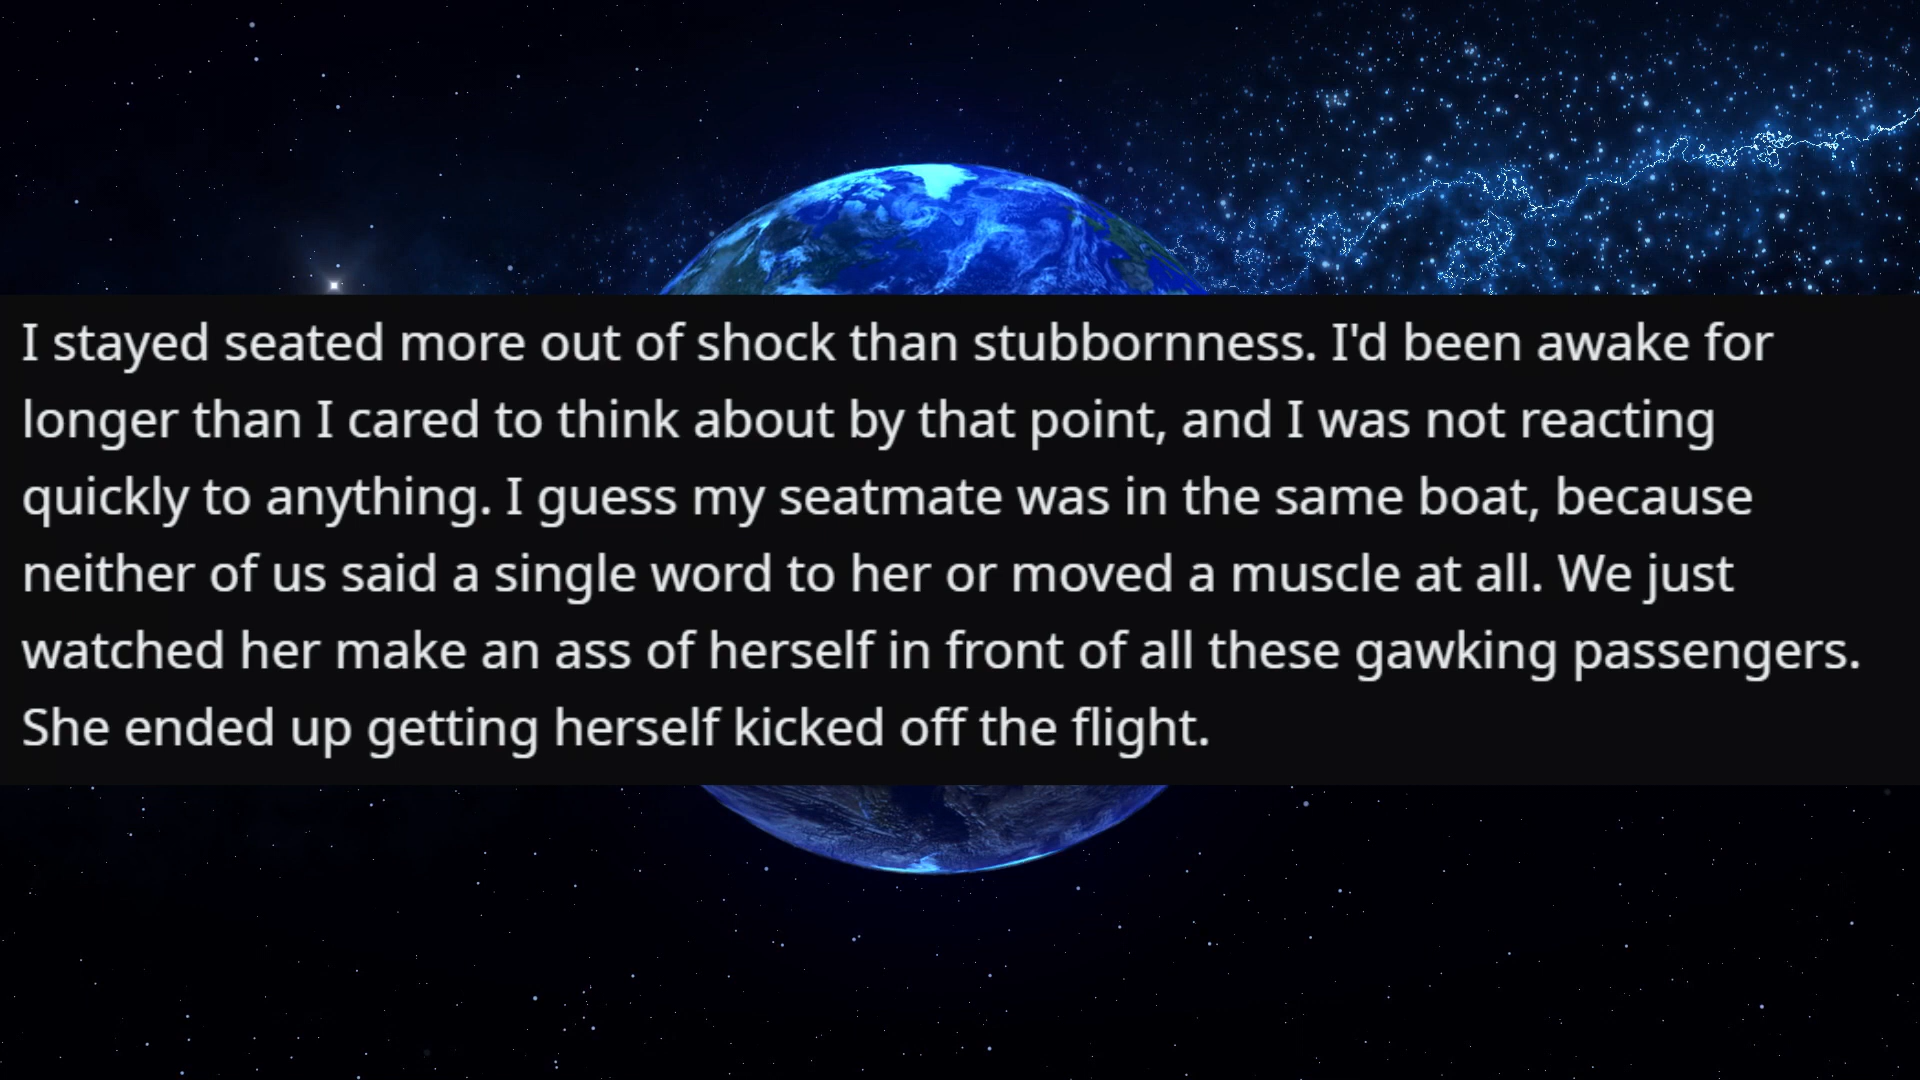 I stayed seated more out of shock than stubbornness. I'd been awake for
longer than I cared to think about by that point, and I was not reacting
quickly to anything. I guess my seatmate was in the same boat, because
neither of us said a single word to her or moved a muscle at all. We just
watched her make an ass of herself in front of all these gawking passengers.
She ended up getting herself kicked off the flight.